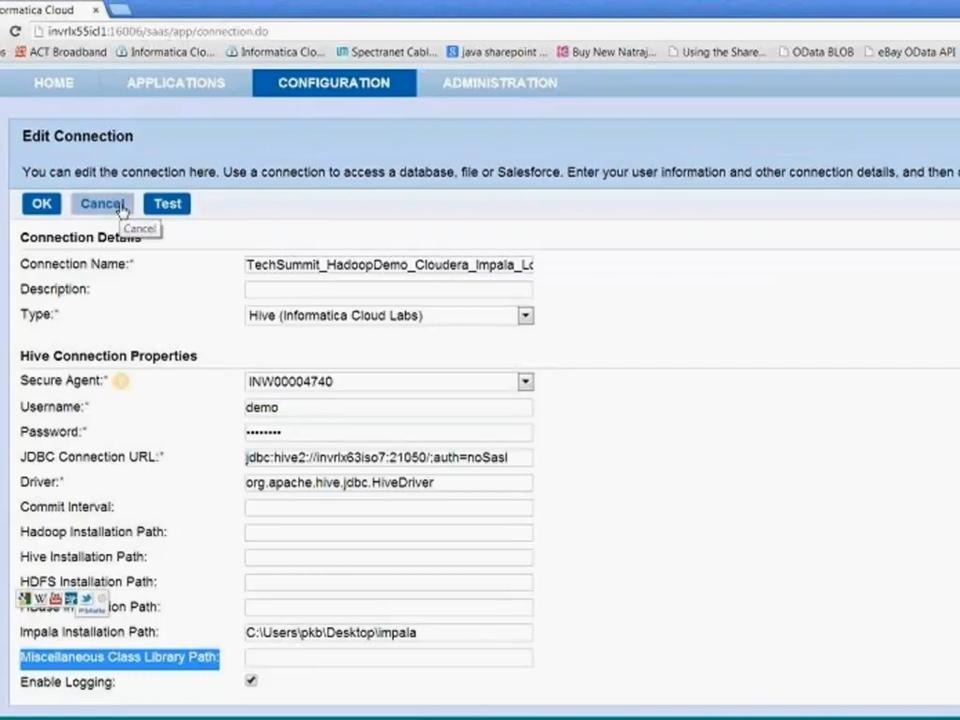 ormatica Cloud ×
invrlx55icl1:16006/saas/app/connection.do
s ACT Broadband Informatica Clo... Informatica Clo... Spectranet Cabl... java sharepoint ... Buy New Natraj... Using the Share... OData BLOB eBay OData API
HOME APPLICATIONS CONFIGURATION ADMINISTRATION
Edit Connection
You can edit the connection here. Use a connection to access a database, file or Salesforce. Enter your user information and other connection details, and then c
OK Cancel Test
Cancel
Connection Details
Connection Name:* TechSummit_HadoopDemo_Cloudera_Impala_Lo
Description:
Type:* Hive (Informatica Cloud Labs)
Hive Connection Properties
Secure Agent:* INW00004740
Username:* demo
Password:* ••••••••
JDBC Connection URL:* jdbc:hive2://invrlx63iso7:21050/;auth=noSasl
Driver:* org.apache.hive.jdbc.HiveDriver
Commit Interval:
Hadoop Installation Path:
Hive Installation Path:
HDFS Installation Path:
ion Path:
Impala Installation Path: C:\Users\pkb\Desktop\impala
Miscellaneous Class Library Path:
Enable Logging: